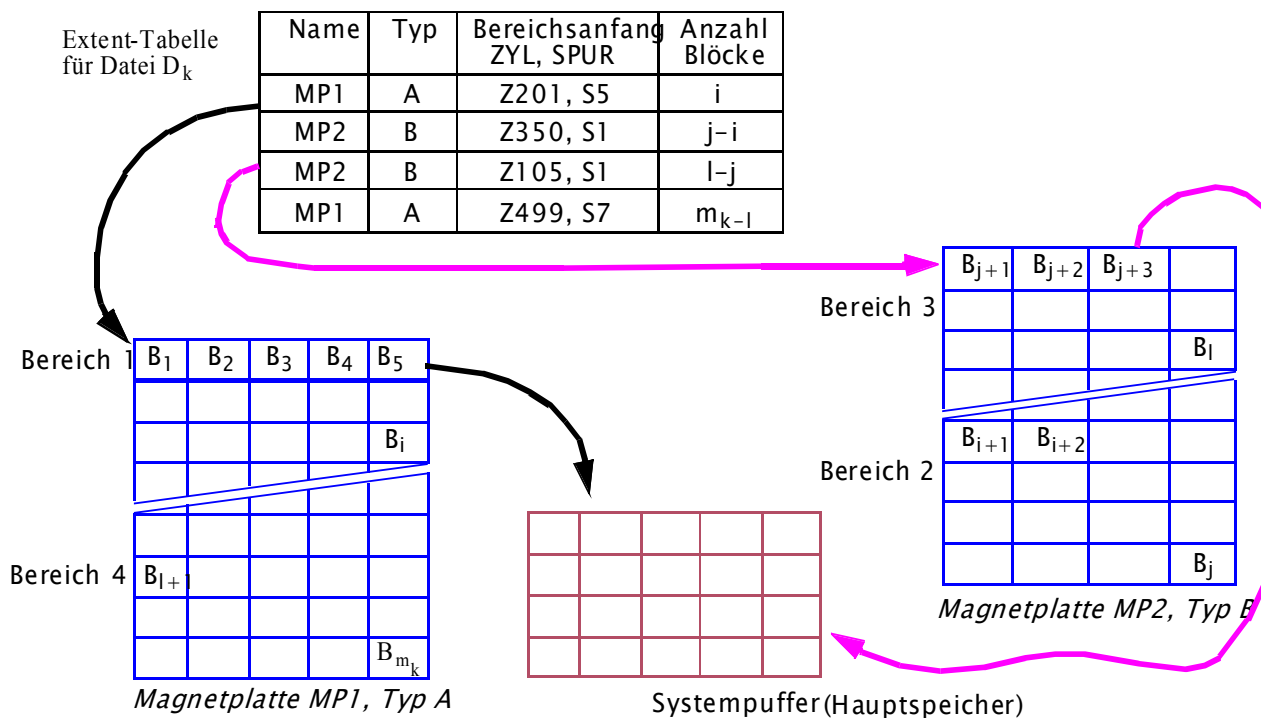 Extent-Tabelle
für Datei Dk
Name Typ Bereichsanfang Anzahl
ZYL, SPUR Blöcke
MP1 A Z201, S5 i
MP2 B Z350, S1 j-i
MP2 B Z105, S1 l-j
MP1 A Z499, S7 mk-l
Bj+1 Bj+2 Bj+3
Bereich 3
Bl
Bereich 1 B1 B2 B3 B4 B5
Bi
Bi+1 Bi+2
Bereich 2
Bj
Bereich 4 Bl+1
Bmk
Magnetplatte MP2, Typ B
Magnetplatte MP1, Typ A
Systempuffer (Hauptspeicher)